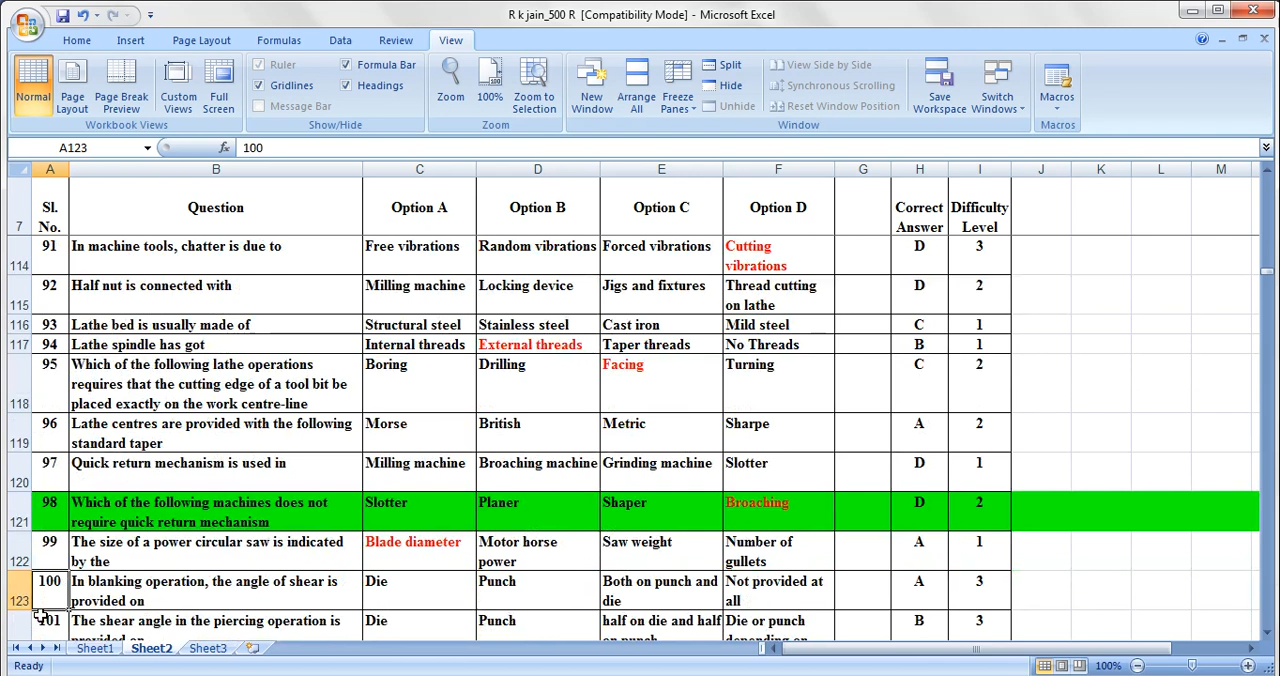 R k jain_500 R [Compatibility Mode] - Microsoft Excel
Home Insert Page Layout Formulas Data Review View
Normal Page Layout Page Break Preview Custom Views Full Screen
Workbook Views
Ruler Formula Bar
Gridlines Headings
Message Bar
Show/Hide
Zoom 100% Zoom to Selection
Zoom
New Window Arrange All Freeze Panes
Split
Hide
Unhide
View Side by Side
Synchronous Scrolling
Reset Window Position
Window
Save Workspace Switch Windows
Macros
Macros
A123 fx 100
A B C D E F G H I J K L M
7 Sl. No. Question Option A Option B Option C Option D Correct Answer Difficulty Level
114 91 In machine tools, chatter is due to Free vibrations Random vibrations Forced vibrations Cutting vibrations D 3
115 92 Half nut is connected with Milling machine Locking device Jigs and fixtures Thread cutting on lathe D 2
116 93 Lathe bed is usually made of Structural steel Stainless steel Cast iron Mild steel C 1
117 94 Lathe spindle has got Internal threads External threads Taper threads No Threads B 1
118 95 Which of the following lathe operations requires that the cutting edge of a tool bit be placed exactly on the work centre-line Boring Drilling Facing Turning C 2
119 96 Lathe centres are provided with the following standard taper Morse British Metric Sharpe A 2
120 97 Quick return mechanism is used in Milling machine Broaching machine Grinding machine Slotter D 1
121 98 Which of the following machines does not require quick return mechanism Slotter Planer Shaper Broaching D 2
122 99 The size of a power circular saw is indicated by the Blade diameter Motor horse power Saw weight Number of gullets A 1
123 100 In blanking operation, the angle of shear is provided on Die Punch Both on punch and die Not provided at all A 3
The shear angle in the piercing operation is provided on Die Punch half on die and half on punch Die or Punch depending on B 3
Sheet1 Sheet2 Sheet3
Ready 100%